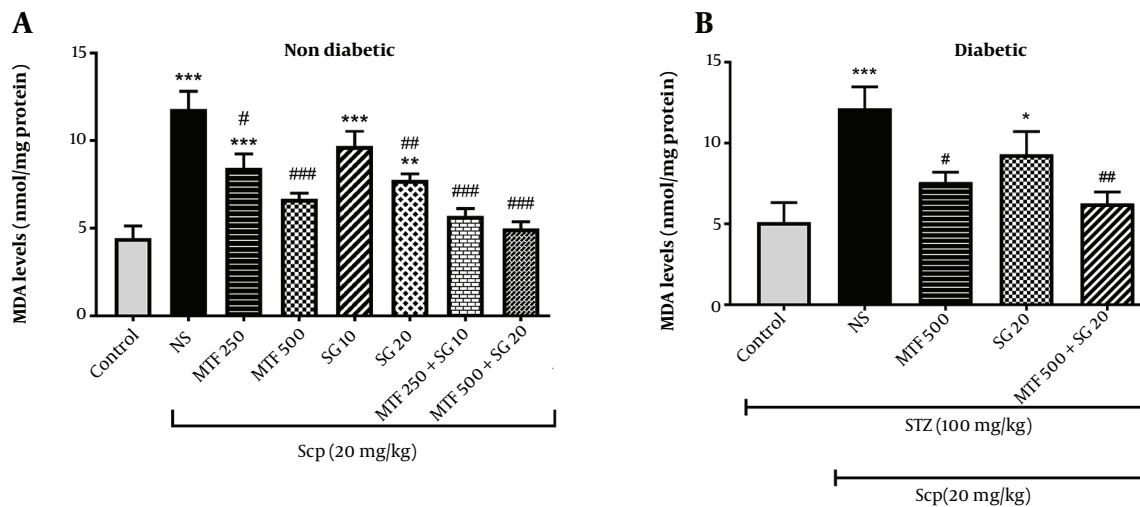 A
Non diabetic
MDA levels (nmol/mg protein)
15
10
5
0
***
#
***
###
***
##
**
###
###
Control
NS
MTF 250
MTF 500
SG 10
SG 20
MTF 250 + SG 10
MTF 500 + SG 20
Scp (20 mg/kg)
B
Diabetic
MDA levels (nmol/mg protein)
15
10
5
0
***
#
*
##
Control
NS
MTF 500
SG 20
MTF 500 + SG 20
STZ (100 mg/kg)
Scp(20 mg/kg)